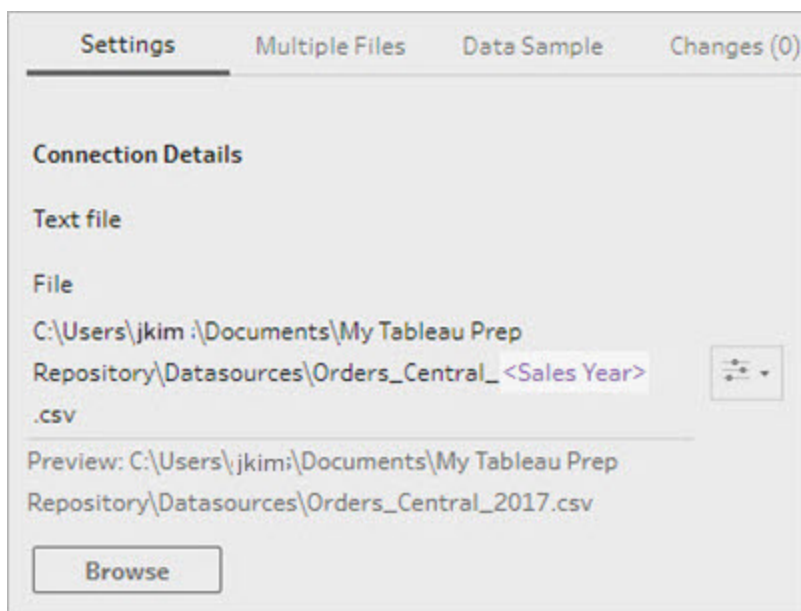 Settings Multiple Files Data Sample Changes (0)
Connection Details
Text file
File
C:\Users\jkim :\Documents\My Tableau Prep
Repository\Datasources\Orders_Central_ <Sales Year>
.csv
Preview: C:\Users\jkim;\Documents\My Tableau Prep
Repository\Datasources\Orders_Central_2017.csv
Browse